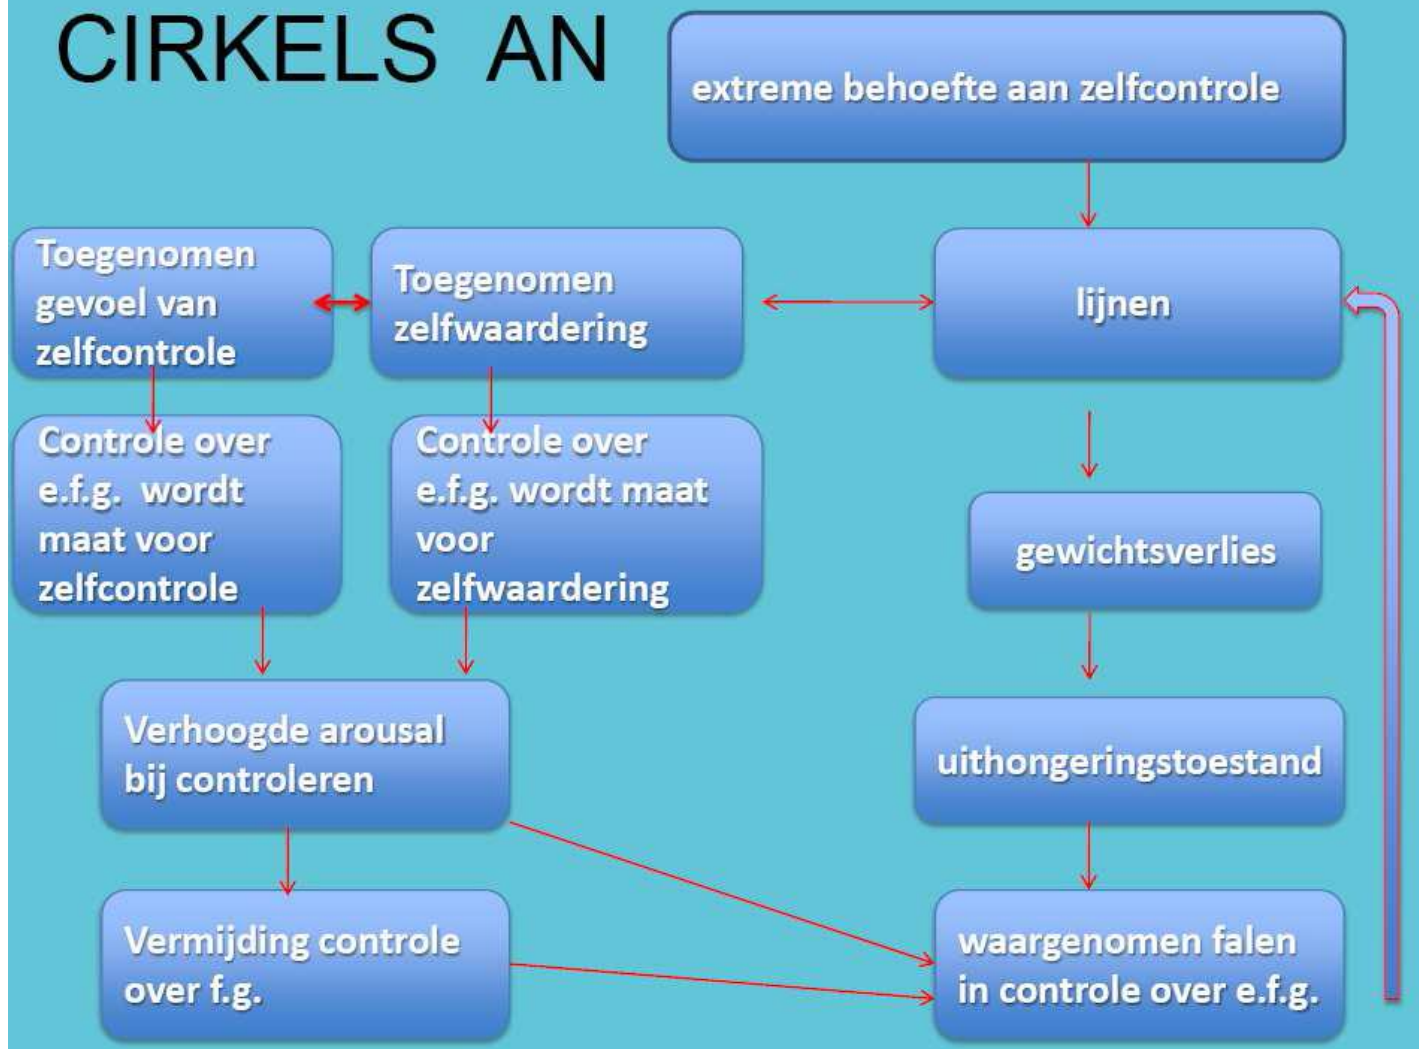 CIRKELS AN
extreme behoefte aan zelfcontrole
Toegenomen
gevoel van
zelfcontrole
Toegenomen
zelfwaardering
lijnen
Controle over
e.f.g. wordt
maat voor
zelfcontrole
Controle over
e.f.g. wordt maat
voor
zelfwaardering
gewichtsverlies
Verhoogde arousal
bij controleren
uithongeringstoestand
Vermijding controle
over f.g.
waargenomen falen
in controle over e.f.g.